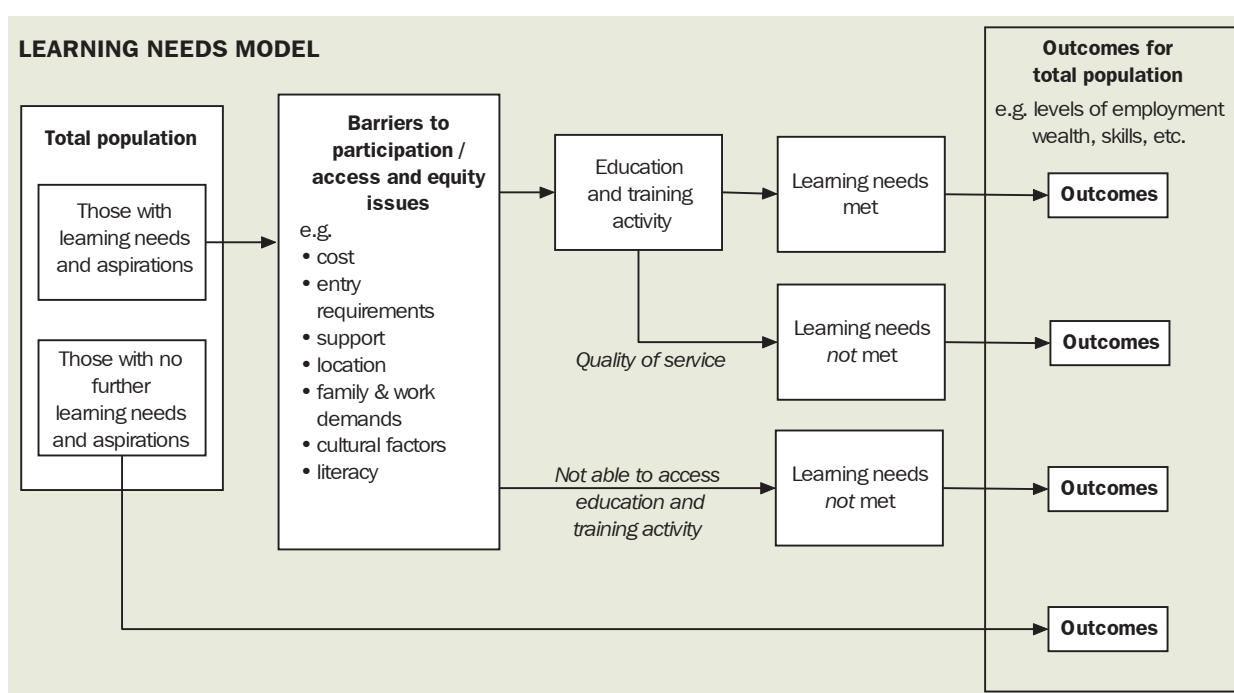 LEARNING NEEDS MODEL
Total population
Those with
learning needs
and aspirations
Those with no
further
learning needs
and aspirations
Barriers to
participation /
access and equity
issues
e.g.
• cost
• entry
requirements
• support
• location
• family & work
demands
• cultural factors
• literacy
Education
and training
activity
Quality of service
Not able to access
education and
training activity
Learning needs
met
Learning needs
not met
Learning needs
not met
Outcomes for
total population
e.g. levels of employment
wealth, skills, etc.
Outcomes
Outcomes
Outcomes
Outcomes